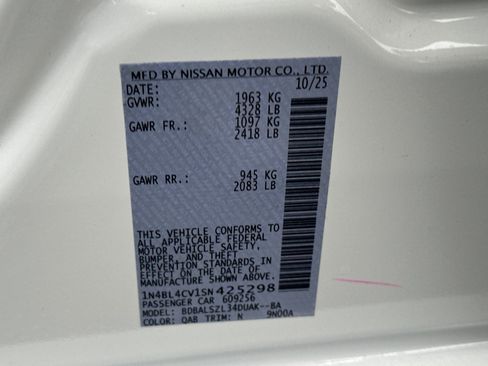 MFD BY NISSAN MOTOR CO., LTD.
DATE: 10/25
GVWR: 1963 KG
4328 LB
GAWR FR.: 1097 KG
2418 LB
GAWR RR.: 945 KG
2083 LB
THIS VEHICLE CONFORMS TO
ALL APPLICABLE FEDERAL
MOTOR VEHICLE SAFETY,
BUMPER, AND THEFT
PREVENTION STANDARDS
IN EFFECT ON THE DATE OF
MANUFACTURE SHOWN ABOVE.
1N4BL4CV1SN425298
PASSENGER CAR 609256
MODEL: BDBALSZL34DUAK--BA
COLOR: QAB TRIM: N 9N00A